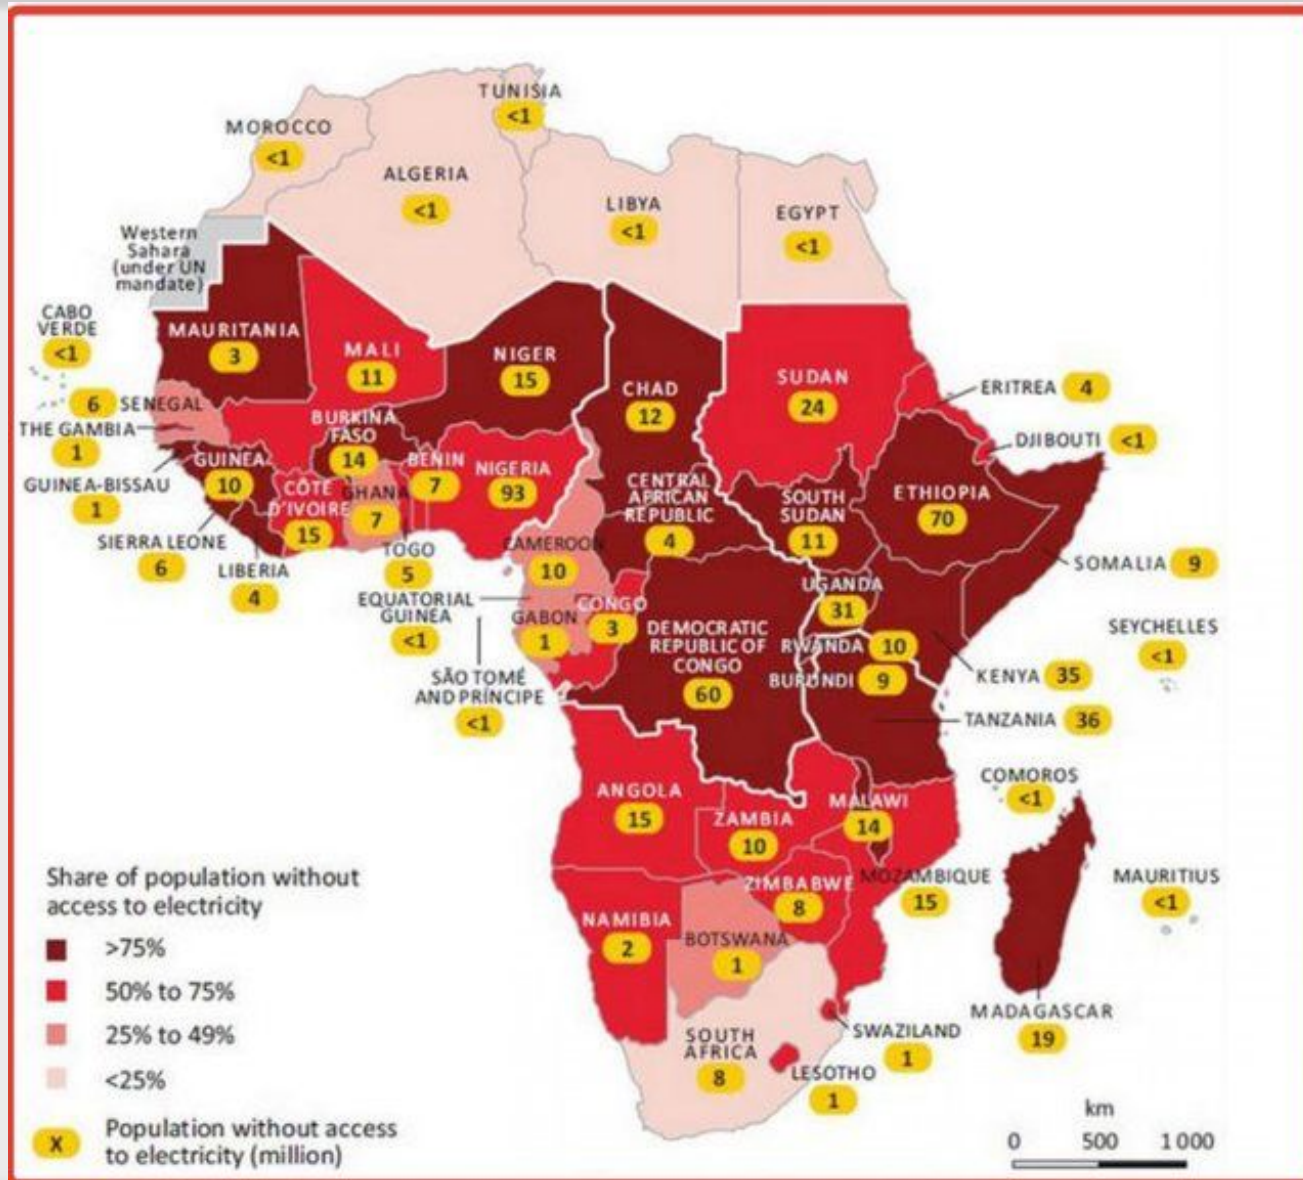 TUNISIA
<1
MOROCCO
<1
ALGERIA
<1
LIBYA
<1
EGYPT
<1
Western
Sahara
(under UN
mandate)
CABO
VERDE
<1
MAURITANIA
3
MALI
11
NIGER
15
CHAD
12
SUDAN
24
ERITREA 4
DJIBOUTI <1
6 SENEGAL
THE GAMBIA
1
GUINEA-BISSAU
1
GUINEA
10
SIERRA LEONE
6
LIBERIA
4
BURKINA
FASO
14
CÔTE
D'IVOIRE
15
GHANA
7
BENIN
7
TOGO
5
NIGERIA
93
CENTRAL
AFRICAN
REPUBLIC
4
SOUTH
SUDAN
11
ETHIOPIA
70
SOMALIA 9
CAMEROON
10
EQUATORIAL
GUINEA
<1
GABON
1
CONGO
3
SÃO TOMÉ
AND PRÍNCIPE
<1
DEMOCRATIC
REPUBLIC OF
CONGO
60
UGANDA
31
RWANDA 10
BURUNDI 9
KENYA 35
TANZANIA 36
SEYCHELLES
<1
COMOROS
<1
ANGOLA
15
ZAMBIA
10
MALAWI
14
MOZAMBIQUE
15
ZIMBABWE
8
NAMIBIA
2
BOTSWANA
1
MAURITIUS
<1
MADAGASCAR
19
SOUTH
AFRICA
8
SWAZILAND
1
LESOTHO
1
Share of population without
access to electricity
>75%
50% to 75%
25% to 49%
<25%
X Population without access
to electricity (million)
km
0 500 1 000